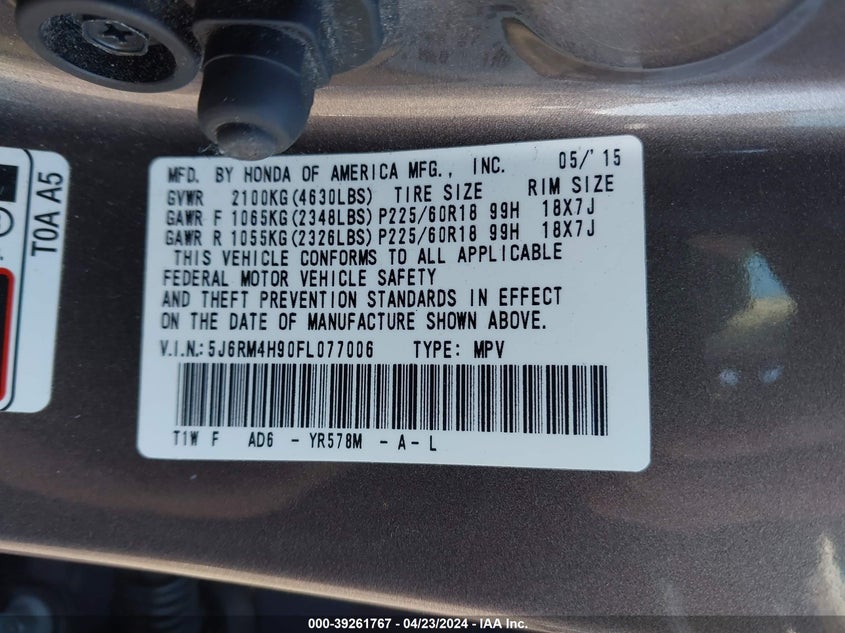 T0A A5
MFD. BY HONDA OF AMERICA MFG., INC. 05/'15
GVWR 2100KG(4630LBS) TIRE SIZE RIM SIZE
GAWR F 1065KG(2348LBS) P225/60R18 99H 18X7J
GAWR R 1055KG(2326LBS) P225/60R18 99H 18X7J
THIS VEHICLE CONFORMS TO ALL APPLICABLE
FEDERAL MOTOR VEHICLE SAFETY
AND THEFT PREVENTION STANDARDS IN EFFECT
ON THE DATE OF MANUFACTURE SHOWN ABOVE.
V.I.N.: 5J6RM4H90FL077006 TYPE: MPV
T1W F AD6 - YR578M - A - L
000-39261767 - 04/23/2024 - IAA Inc.